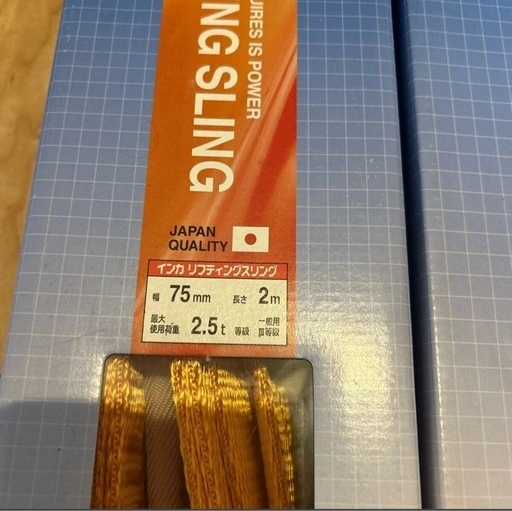 UIRES IS POWER
NG SLING
JAPAN
QUALITY
インカ リフティングスリング
幅 75mm 長さ 2m
最大
使用荷重 2.5t 等級 一般用
Ⅲ等級